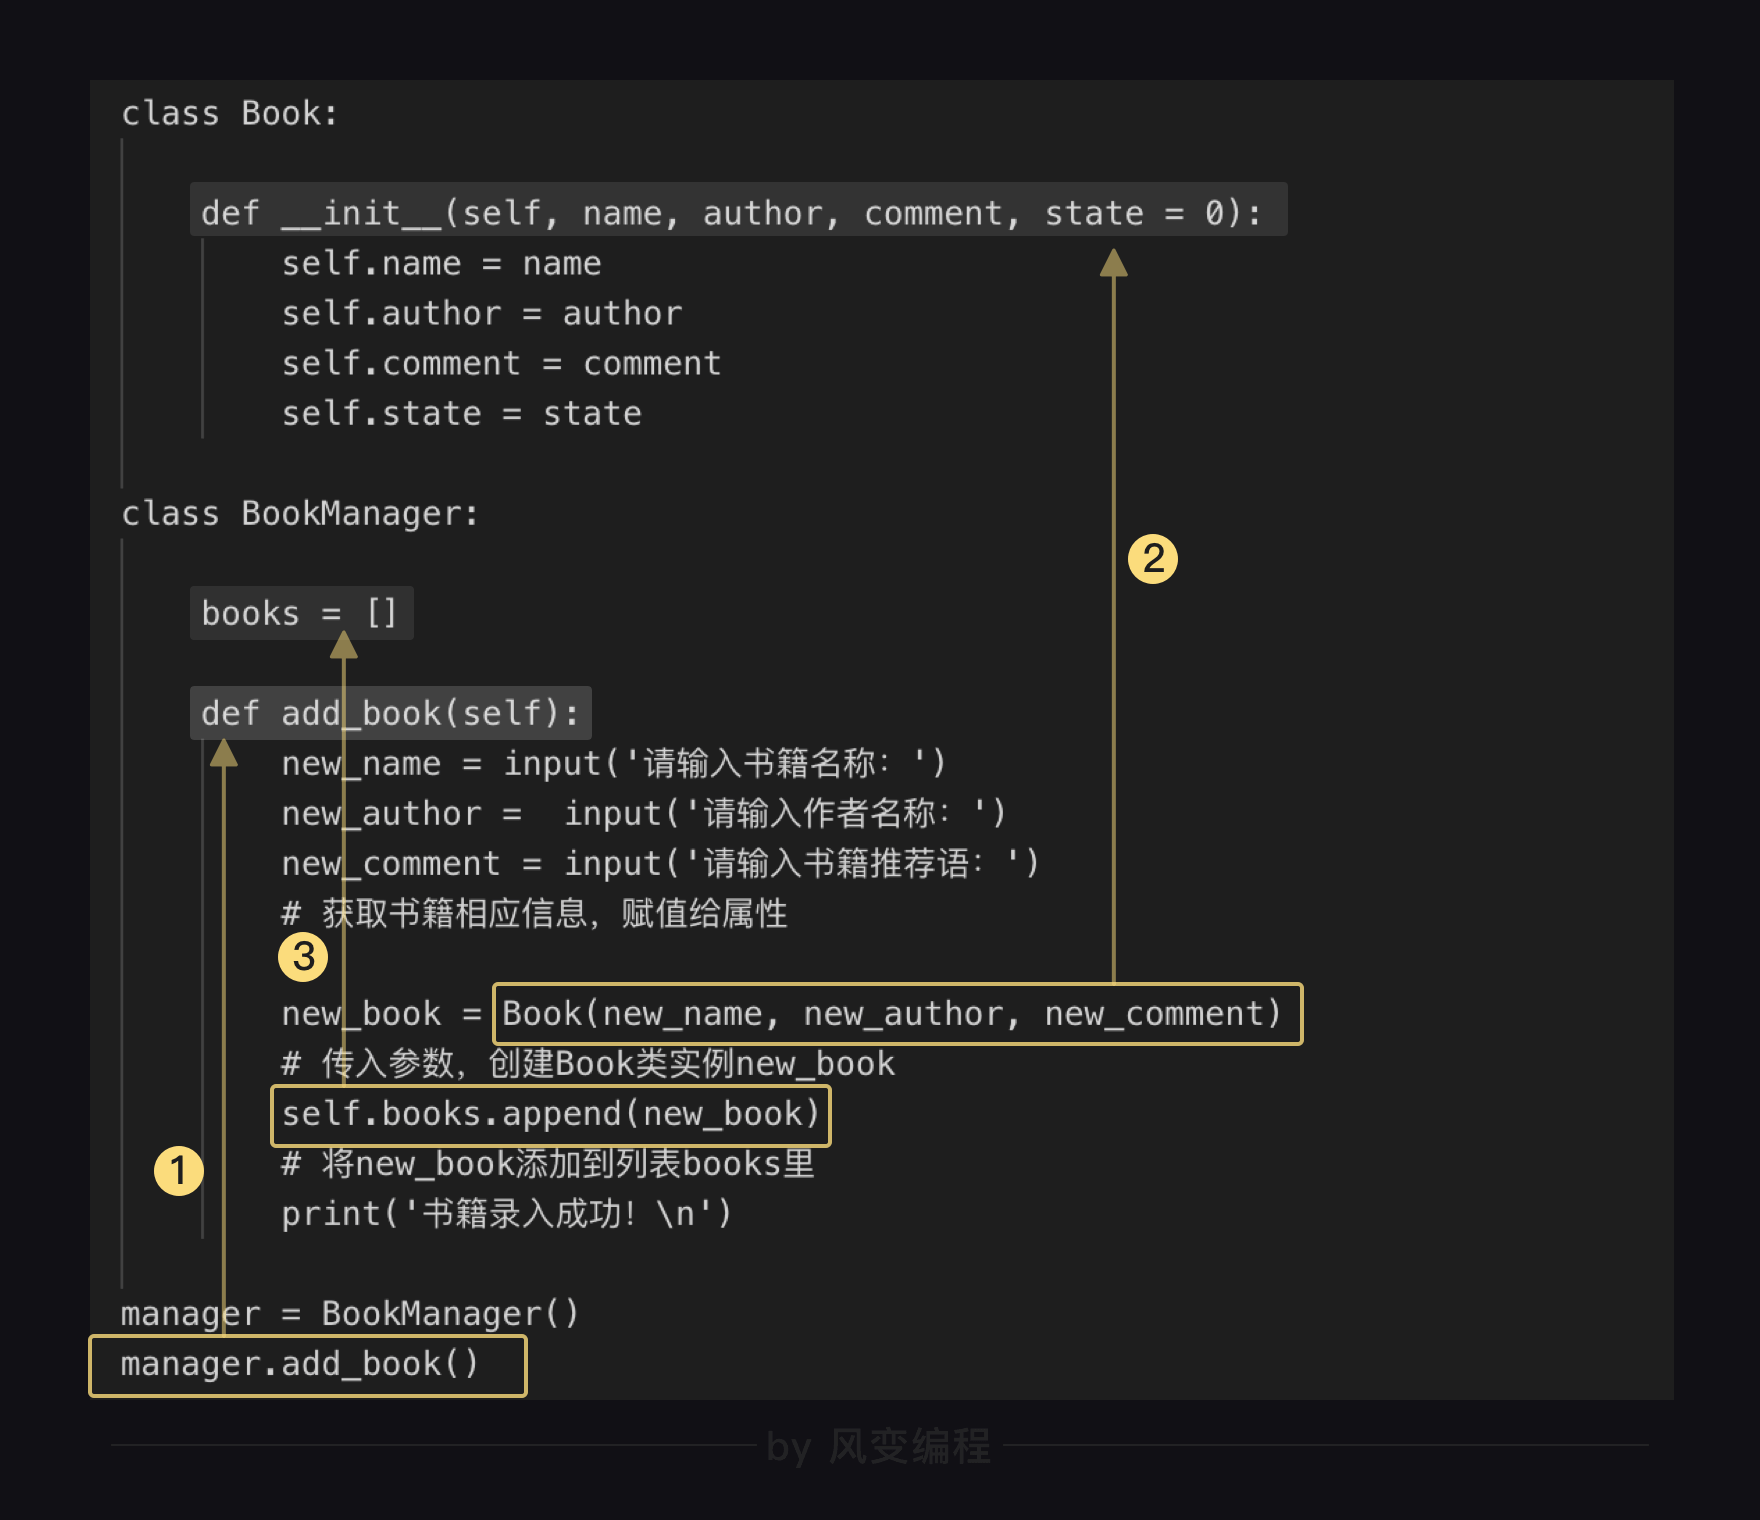 class Book:
def __init__(self, name, author, comment, state = 0):
self.name = name
self.author = author
self.comment = comment
self.state = state
class BookManager:
2
books = []
def add_book(self):
new_name = input('请输入书籍名称：')
new_author =  input('请输入作者名称：')
new_comment = input('请输入书籍推荐语：')
# 获取书籍相应信息，赋值给属性
3
new_book = Book(new_name, new_author, new_comment)
# 传入参数，创建Book类实例new_book
self.books.append(new_book)
1
# 将new_book添加到列表books里
print('书籍录入成功！\n')
manager = BookManager()
manager.add_book()
by 风变编程